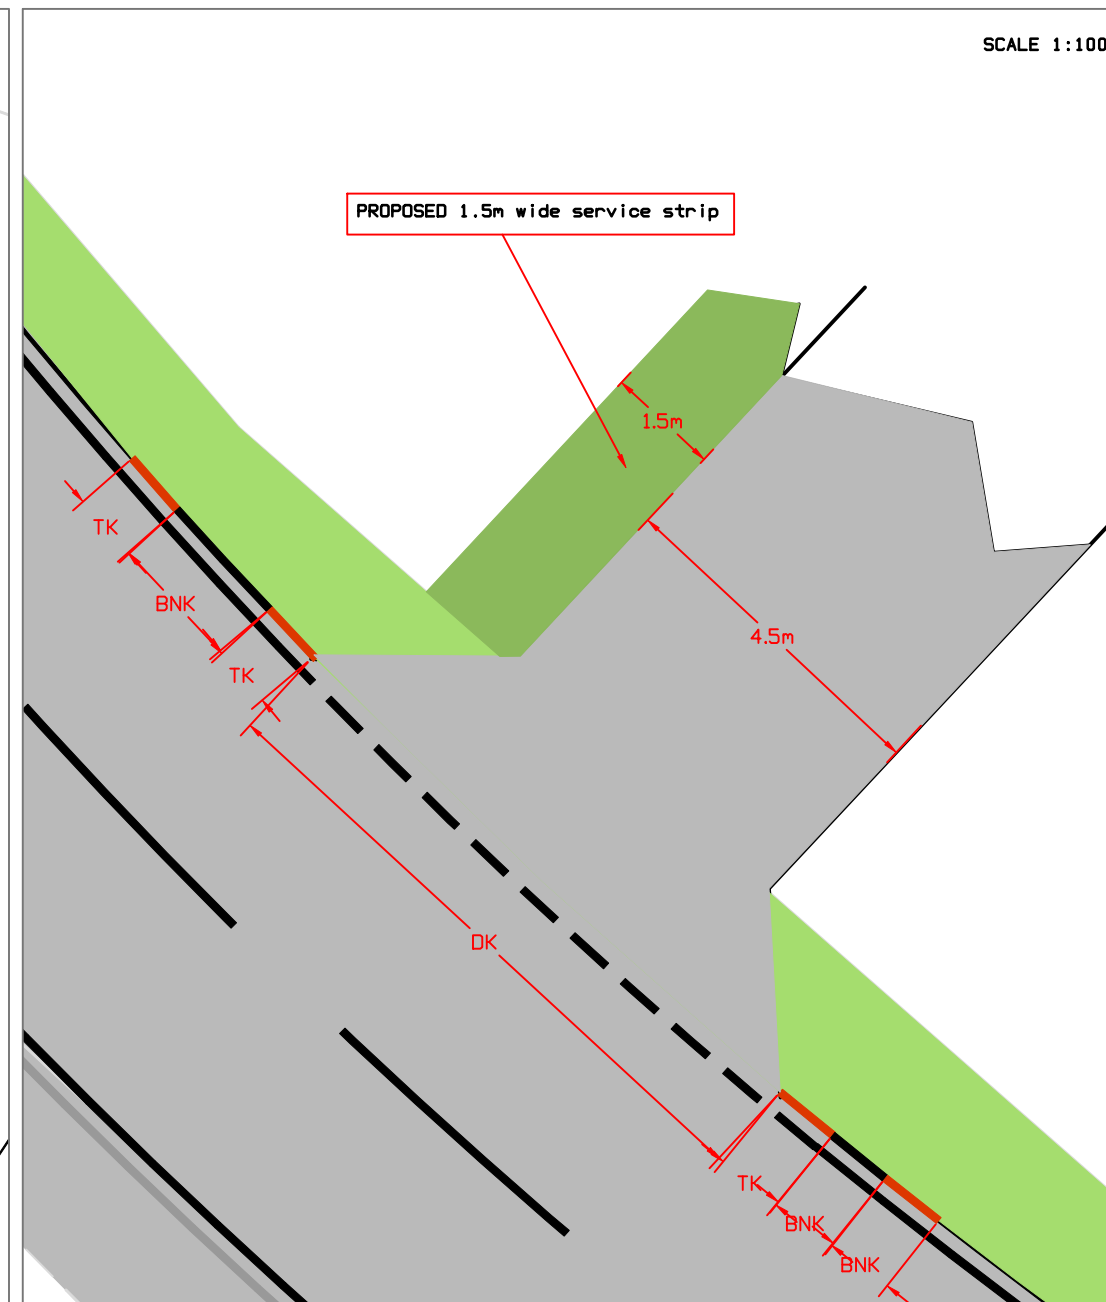 SCALE 1:100
PROPOSED 1.5m wide service strip
1.5m
TK
BNK
4.5m
TK
DK
TK
BNK
BNK